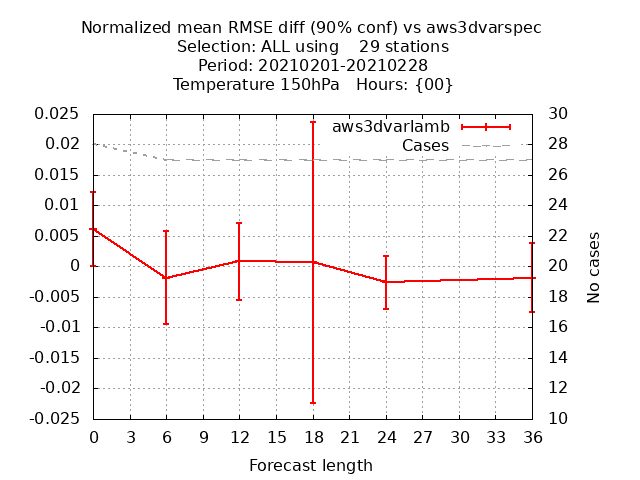 Normalized mean RMSE diff (90% conf) vs aws3dvarspec
Selection: ALL using    29 stations
Period: 20210201-20210228
Temperature 150hPa   Hours: {00}
aws3dvarlamb
Cases
0.025
0.02
0.015
0.01
0.005
0
-0.005
-0.01
-0.015
-0.02
-0.025
30
28
26
24
22
20
18
16
14
12
10
No cases
0 3 6 9 12 15 18 21 24 27 30 33 36
Forecast length